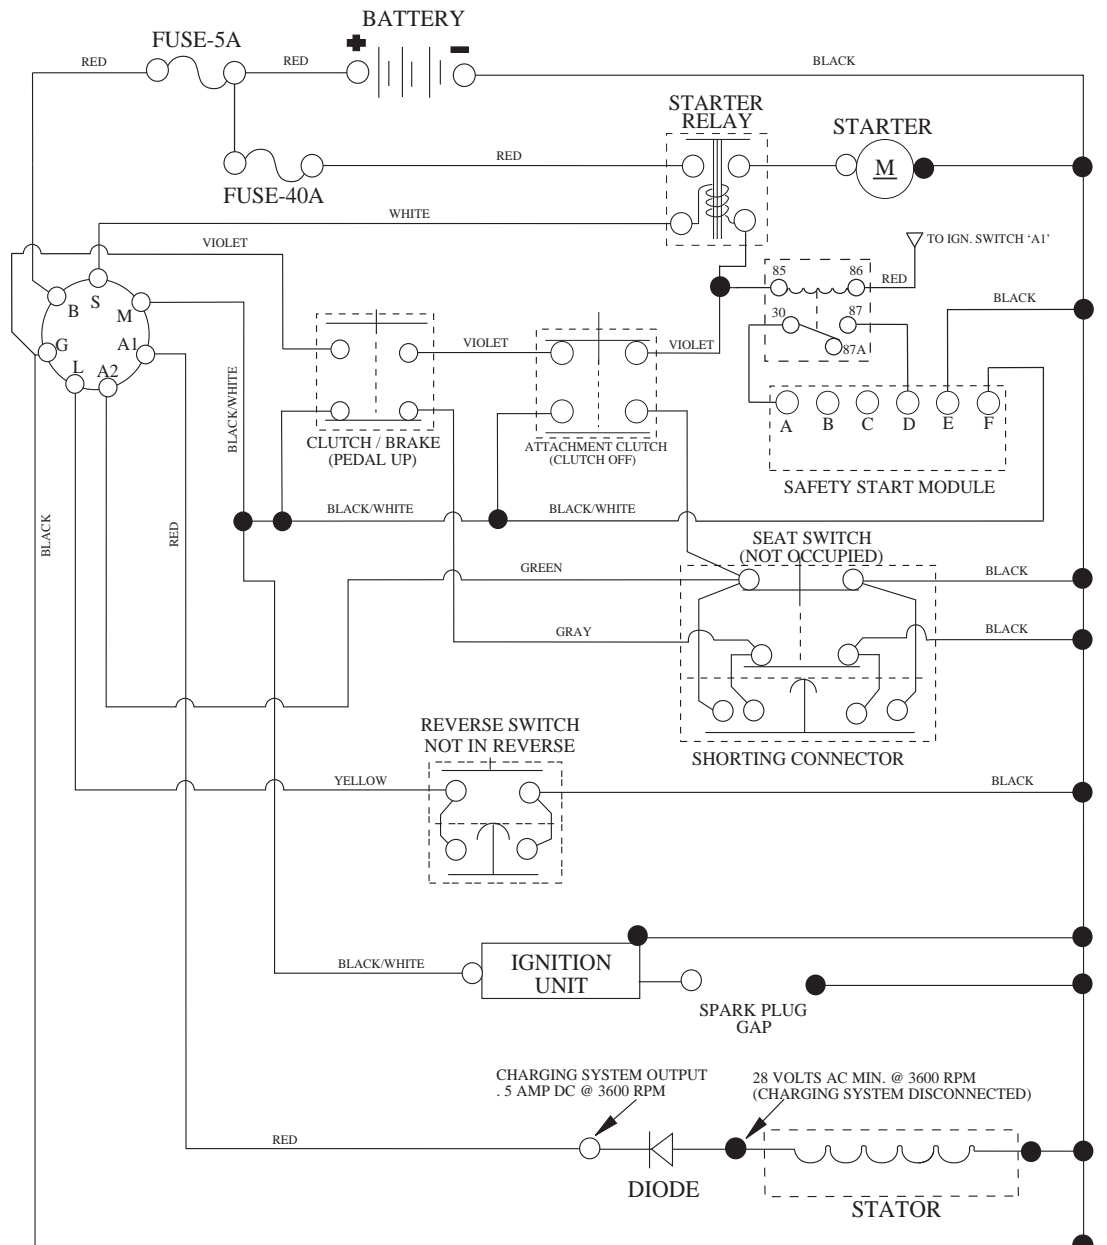 BATTERY
FUSE-5A
RED
RED
BLACK
STARTER
RELAY
STARTER
M
RED
FUSE-40A
WHITE
VIOLET
TO IGN. SWITCH 'A1'
85
86
RED
BLACK
30
87
87A
B
S
M
G
A1
L
A2
VIOLET
VIOLET
BLACK/WHITE
A
B
C
D
E
F
CLUTCH / BRAKE
(PEDAL UP)
ATTACHMENT CLUTCH
(CLUTCH OFF)
SAFETY START MODULE
BLACK
RED
BLACK/WHITE
BLACK/WHITE
SEAT SWITCH
(NOT OCCUPIED)
GREEN
BLACK
GRAY
BLACK
REVERSE SWITCH
NOT IN REVERSE
SHORTING CONNECTOR
YELLOW
BLACK
BLACK/WHITE
IGNITION
UNIT
SPARK PLUG
GAP
CHARGING SYSTEM OUTPUT
. 5 AMP DC @ 3600 RPM
28 VOLTS AC MIN. @ 3600 RPM
(CHARGING SYSTEM DISCONNECTED)
RED
DIODE
STATOR